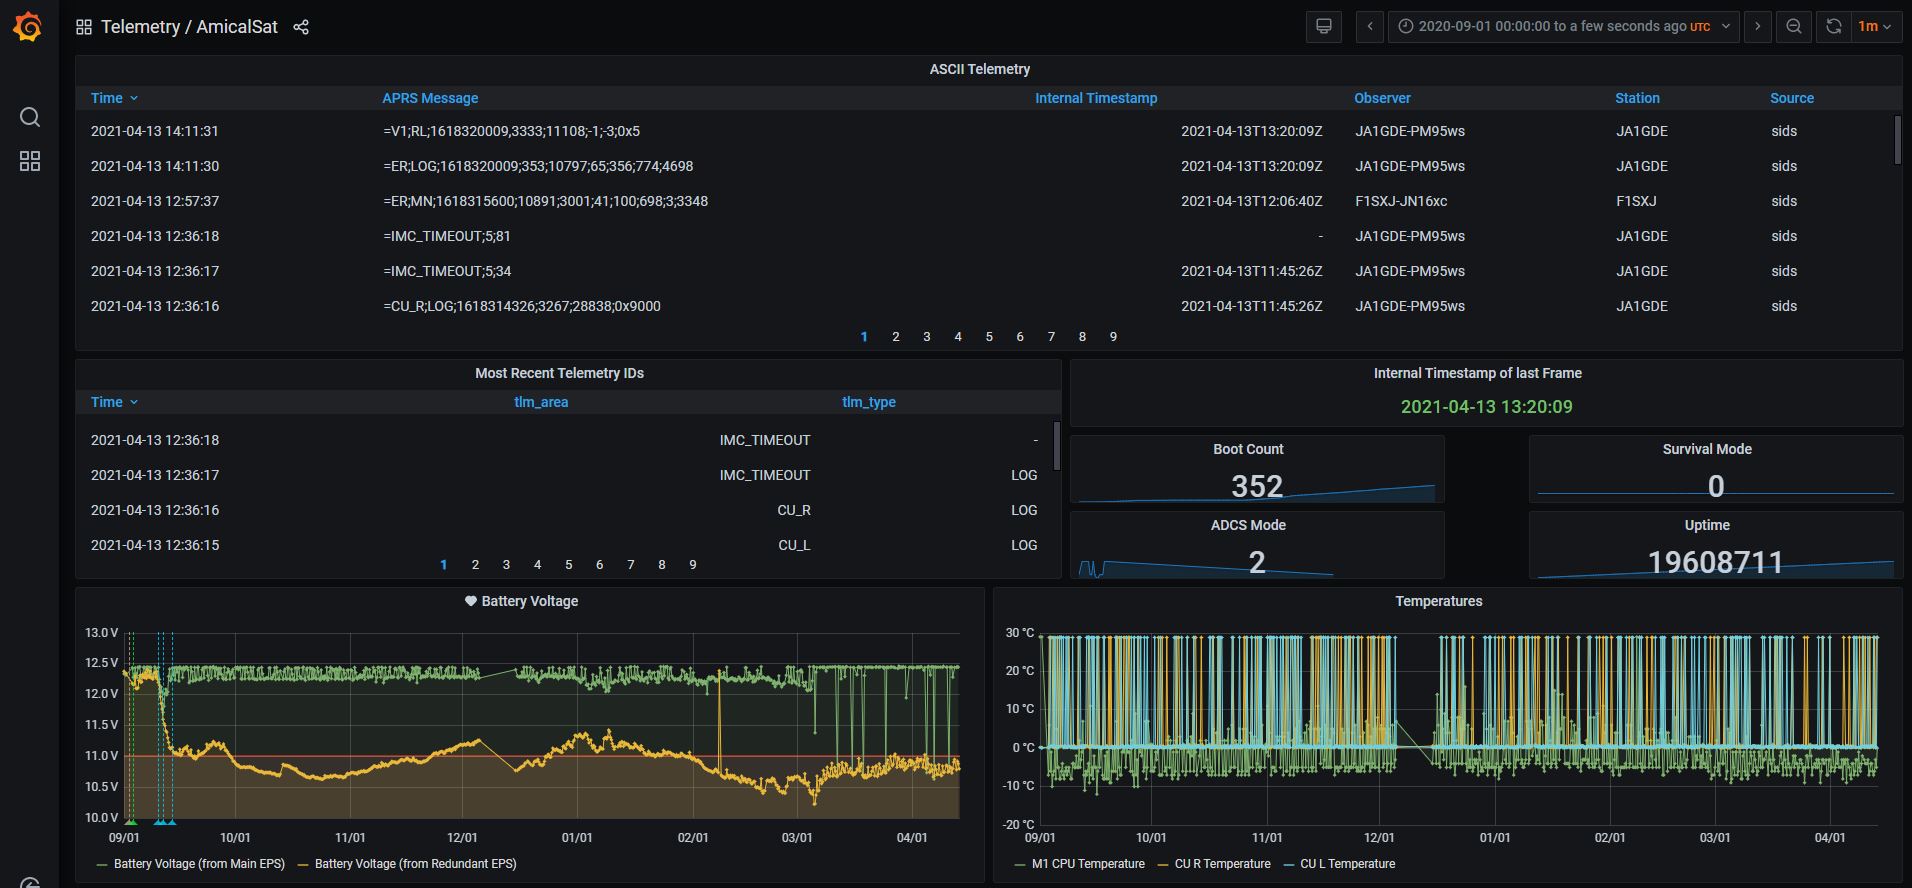 Telemetry / AmicalSat
2020-09-01 00:00:00 to a few seconds ago UTC
1m
ASCII Telemetry
Time APRS Message Internal Timestamp Observer Station Source
2021-04-13 14:11:31 =V1;RL;1618320009,3333;11108;-1;-3;0x5 2021-04-13T13:20:09Z JA1GDE-PM95ws JA1GDE sids
2021-04-13 14:11:30 =ER;LOG;1618320009;353;10797;65;356;774;4698 2021-04-13T13:20:09Z JA1GDE-PM95ws JA1GDE sids
2021-04-13 12:57:37 =ER;MN;1618315600;10891;3001;41;100;698;3;3348 2021-04-13T12:06:40Z F1SXJ-JN16xc F1SXJ sids
2021-04-13 12:36:18 =IMC_TIMEOUT;5;81 - JA1GDE-PM95ws JA1GDE sids
2021-04-13 12:36:17 =IMC_TIMEOUT;5;34 2021-04-13T11:45:26Z JA1GDE-PM95ws JA1GDE sids
2021-04-13 12:36:16 =CU_R;LOG;1618314326;3267;28838;0x9000 2021-04-13T11:45:26Z JA1GDE-PM95ws JA1GDE sids
1 2 3 4 5 6 7 8 9
Most Recent Telemetry IDs
Time tlm_area tlm_type
2021-04-13 12:36:18 IMC_TIMEOUT -
2021-04-13 12:36:17 IMC_TIMEOUT LOG
2021-04-13 12:36:16 CU_R LOG
2021-04-13 12:36:15 CU_L LOG
1 2 3 4 5 6 7 8 9
Internal Timestamp of last Frame
2021-04-13 13:20:09
Boot Count
352
Survival Mode
0
ADCS Mode
2
Uptime
19608711
Battery Voltage
13.0 V
12.5 V
12.0 V
11.5 V
11.0 V
10.5 V
10.0 V
09/01 10/01 11/01 12/01 01/01 02/01 03/01 04/01
Battery Voltage (from Main EPS) Battery Voltage (from Redundant EPS)
Temperatures
30 °C
20 °C
10 °C
0 °C
-10 °C
-20 °C
09/01 10/01 11/01 12/01 01/01 02/01 03/01 04/01
M1 CPU Temperature CU R Temperature CU L Temperature